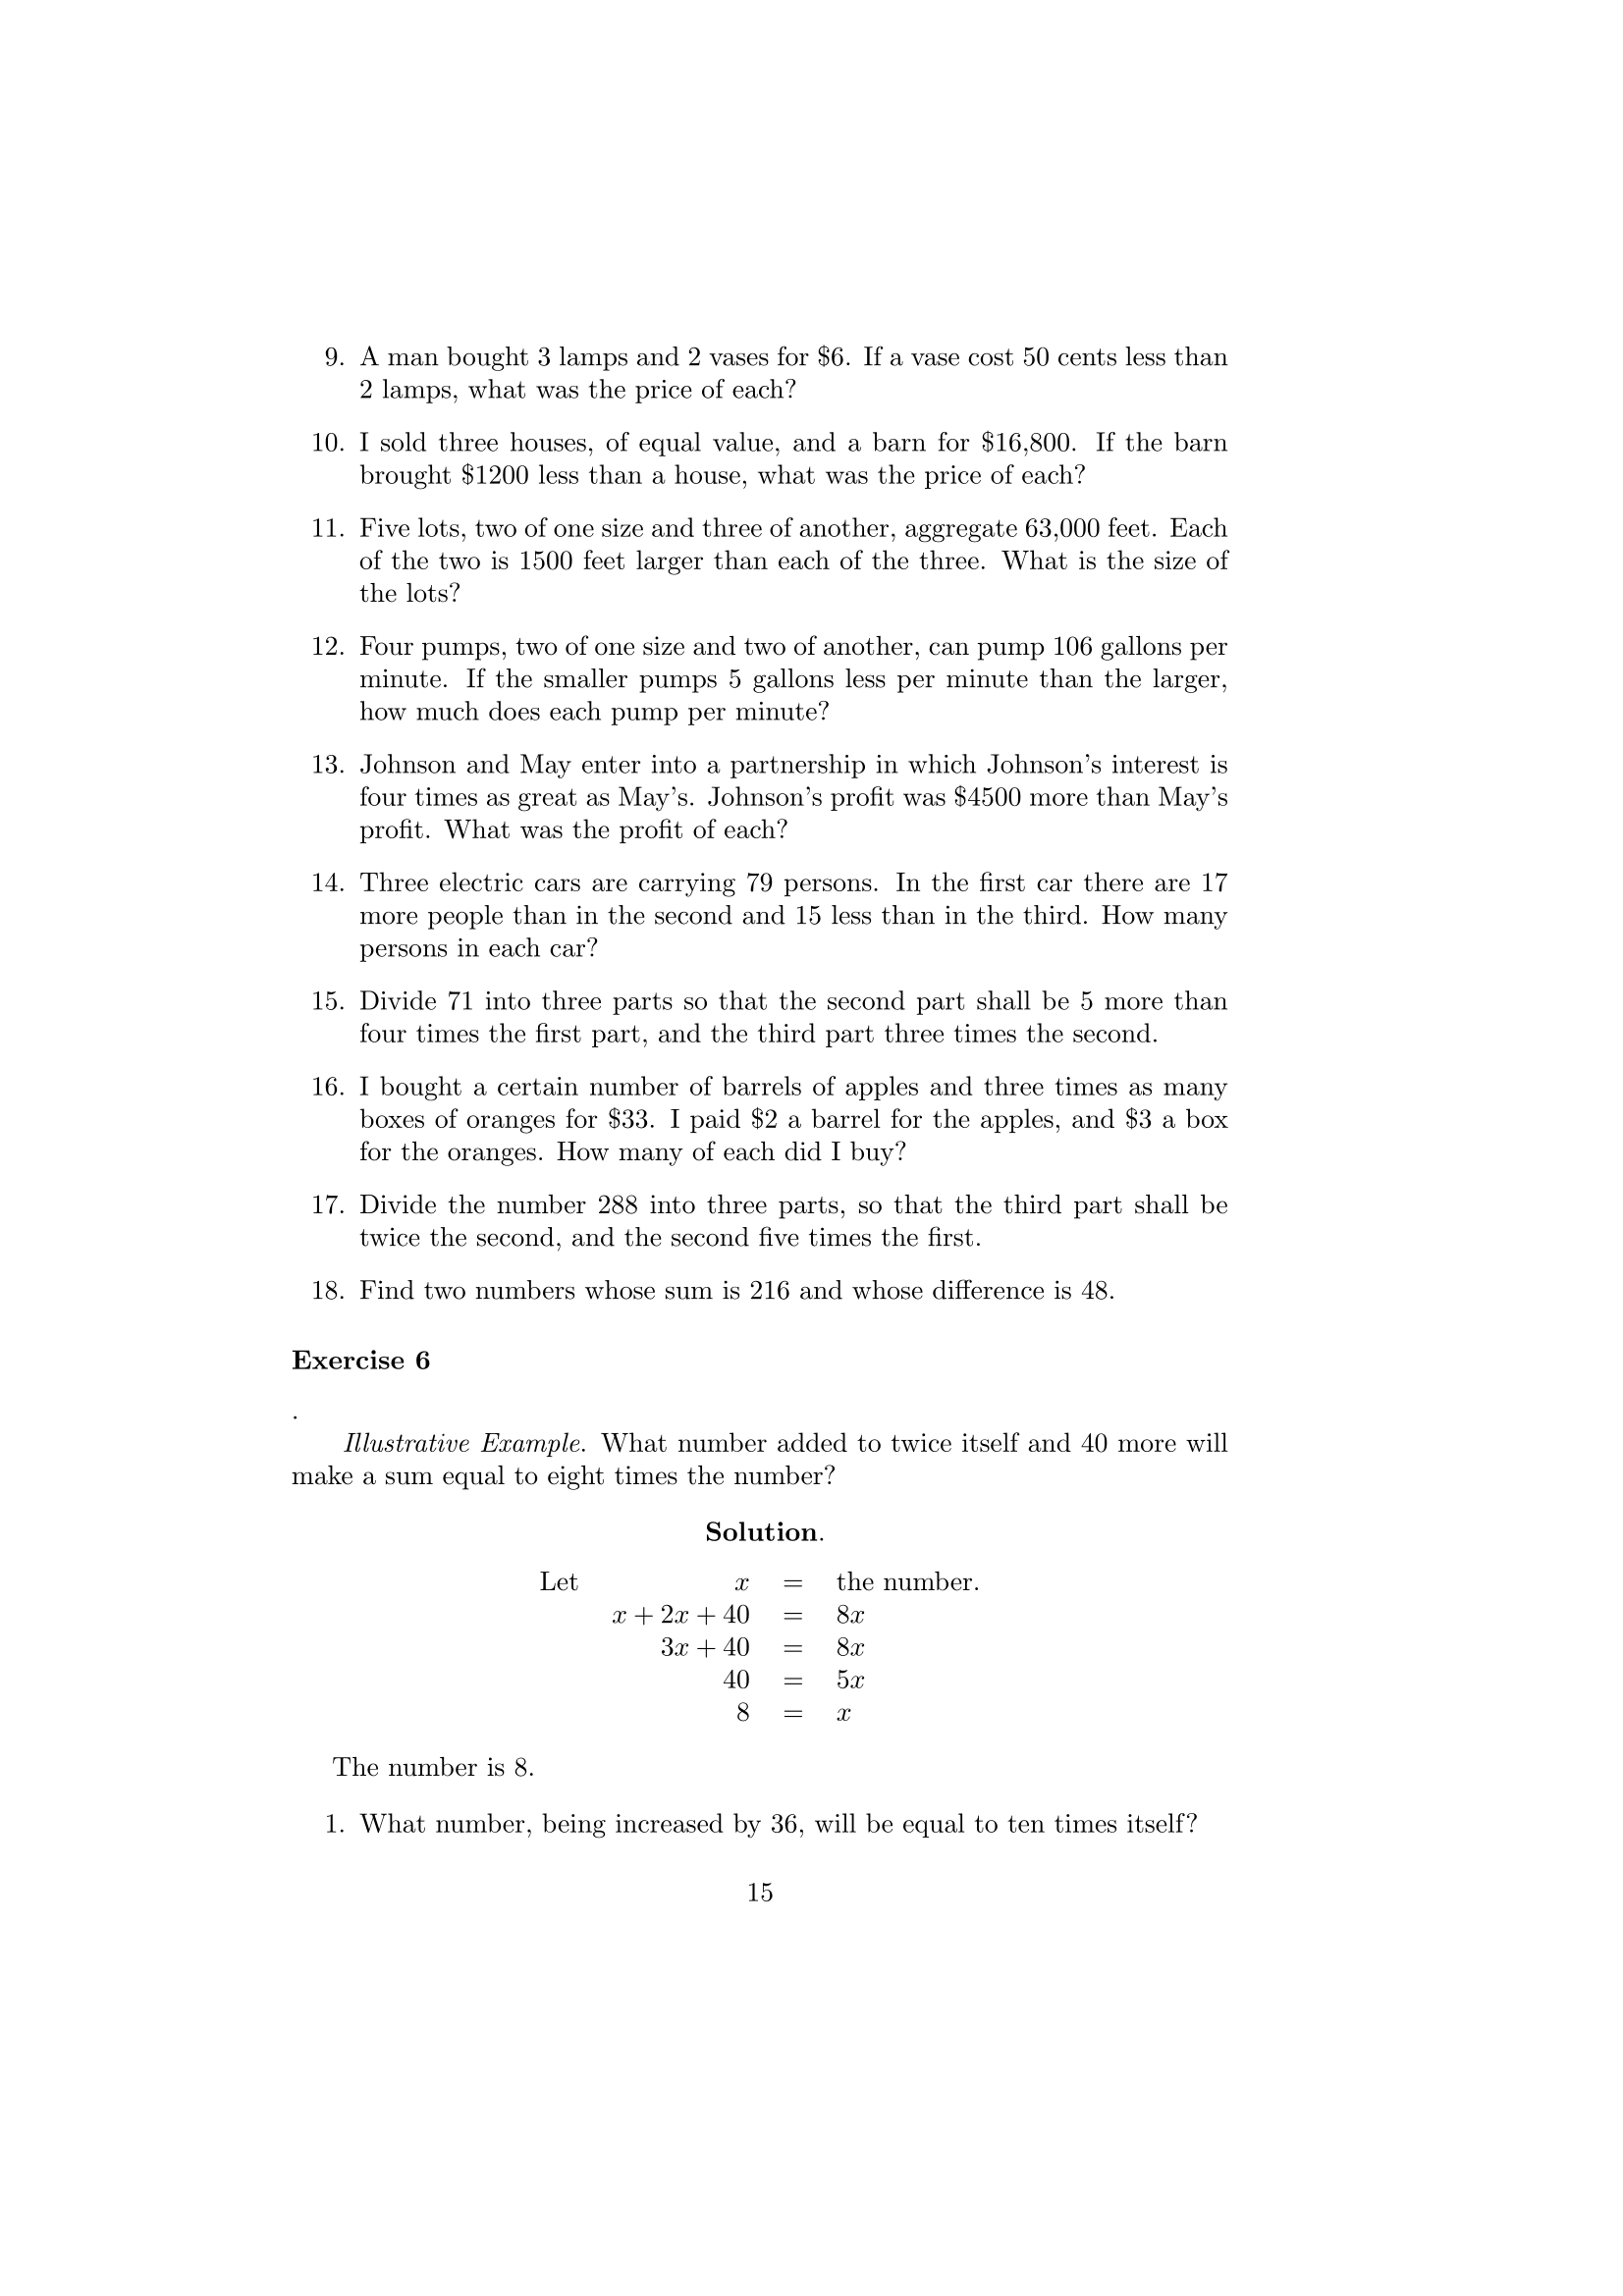 9. A man bought 3 lamps and 2 vases for $6. If a vase cost 50 cents less than
2 lamps, what was the price of each?
10. I sold three houses, of equal value, and a barn for $16,800. If the barn
brought $1200 less than a house, what was the price of each?
11. Five lots, two of one size and three of another, aggregate 63,000 feet. Each
of the two is 1500 feet larger than each of the three. What is the size of
the lots?
12. Four pumps, two of one size and two of another, can pump 106 gallons per
minute. If the smaller pumps 5 gallons less per minute than the larger,
how much does each pump per minute?
13. Johnson and May enter into a partnership in which Johnson's interest is
four times as great as May's. Johnson's profit was $4500 more than May's
profit. What was the profit of each?
14. Three electric cars are carrying 79 persons. In the first car there are 17
more people than in the second and 15 less than in the third. How many
persons in each car?
15. Divide 71 into three parts so that the second part shall be 5 more than
four times the first part, and the third part three times the second.
16. I bought a certain number of barrels of apples and three times as many
boxes of oranges for $33. I paid $2 a barrel for the apples, and $3 a box
for the oranges. How many of each did I buy?
17. Divide the number 288 into three parts, so that the third part shall be
twice the second, and the second five times the first.
18. Find two numbers whose sum is 216 and whose difference is 48.
Exercise 6
.
Illustrative Example. What number added to twice itself and 40 more will
make a sum equal to eight times the number?
Solution.
Let x = the number.
x + 2x + 40 = 8x
3x + 40 = 8x
40 = 5x
8 = x
The number is 8.
1. What number, being increased by 36, will be equal to ten times itself?
15